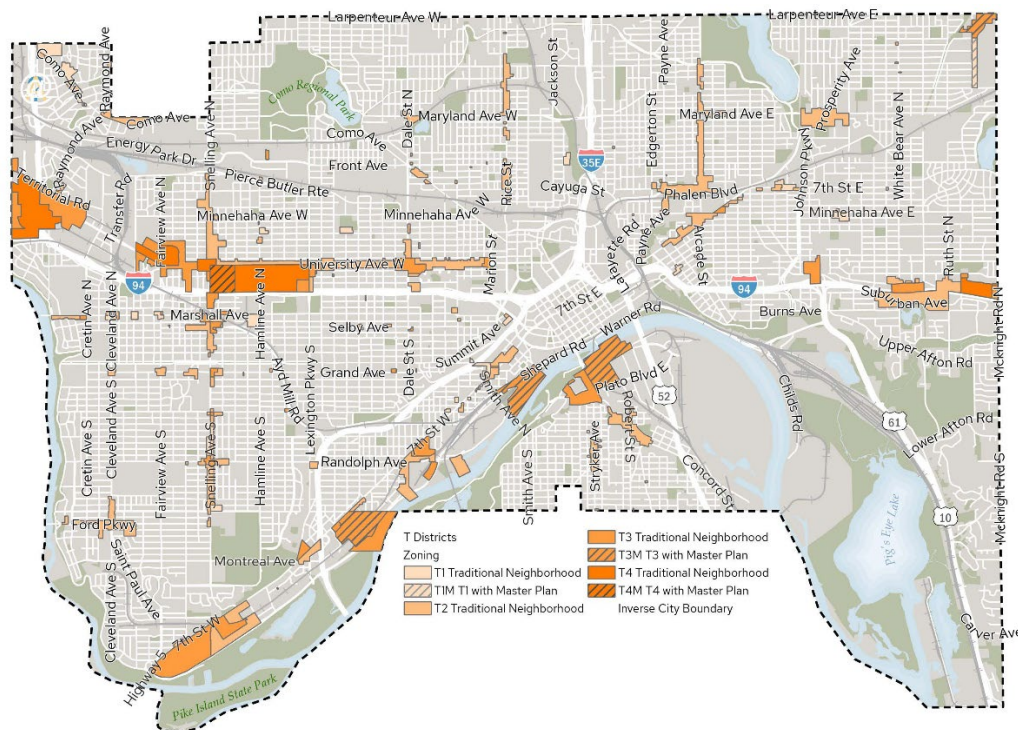 Larpenteur Ave W
Larpenteur Ave E
Como Ave
Raymond Ave
Snelling Ave N
Como Regional Park
Dale St N
Maryland Ave W
Jackson St
Payne Ave
Edgerton St
Maryland Ave E
Prosperity Ave
White Bear Ave N
Johnson Pkwy
Como Ave
Como Ave
Energy Park Dr
Front Ave
Raymond Ave
Rice St
35E
Cayuga St
Pierce Butler Rte
Phalen Blvd
7th St E
Territorial Rd
Transfer Rd
Fairview Ave N
Minnehaha Ave W
Minnehaha Ave W
Minnehaha Ave E
Lafayette Rd
Payne Ave
Arcade St
Ruth St N
Marion St
University Ave W
94
94
Hamline Ave N
Cretin Ave N
Cleveland Ave N
Marshall Ave
Selby Ave
7th St E
Suburban Ave
Burns Ave
Mcknight Rd N
Summit Ave
Warner Rd
Shepard Rd
Upper Afton Rd
Ayd Mill Rd
Lexington Pkwy S
Grand Ave
Dale St S
Smith Ave N
Plato Blvd E
52
Childs Rd
61
Lower Afton Rd
Cretin Ave S
Cleveland Ave S
Fairview Ave S
Snelling Ave S
Hamline Ave S
Randolph Ave
7th St W
Smith Ave S
Stryker Ave
Robert St S
Concord St
Mcknight Rd S
Pig's Eye Lake
10
Ford Pkwy
Saint Paul Ave
Montreal Ave
Cleveland Ave S
Highway 5
7th St W
Pike Island State Park
Carver Ave
T Districts
Zoning
T1 Traditional Neighborhood
T1M T1 with Master Plan
T2 Traditional Neighborhood
T3 Traditional Neighborhood
T3M T3 with Master Plan
T4 Traditional Neighborhood
T4M T4 with Master Plan
Inverse City Boundary